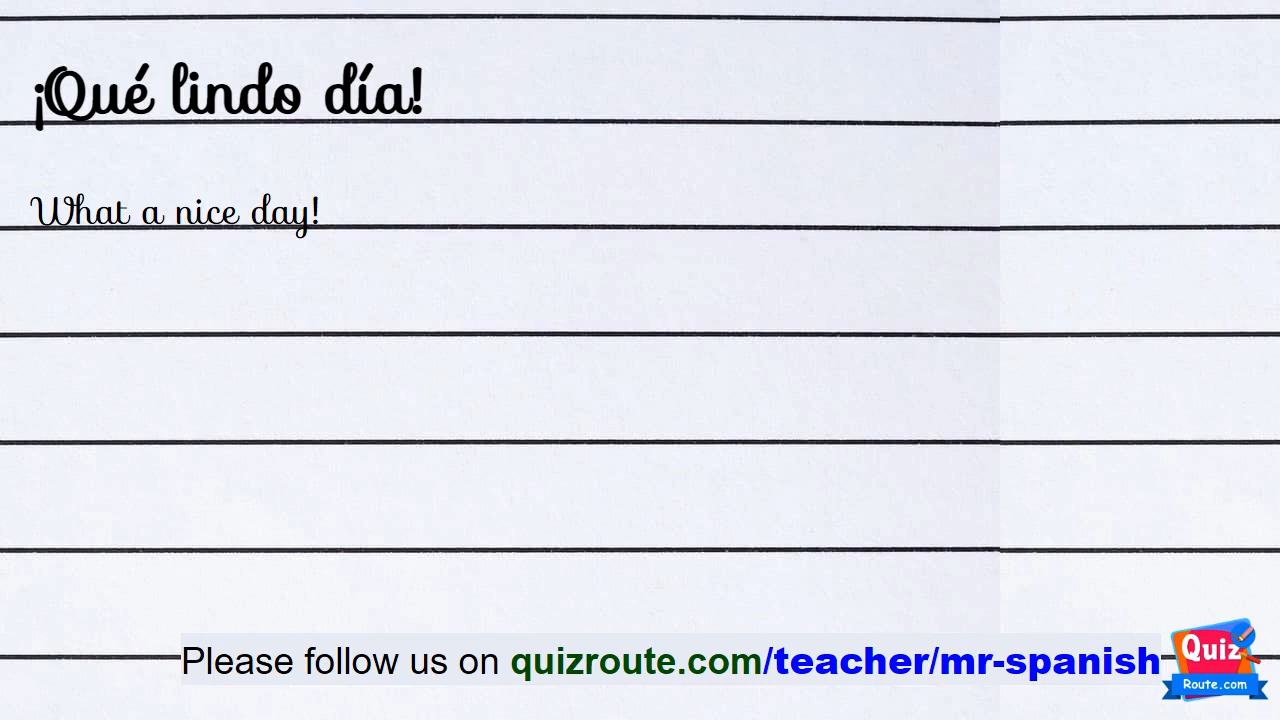 ¡Qué lindo día!
What a nice day!
Please follow us on quizroute.com/teacher/mr-spanish
Quiz
Route.com